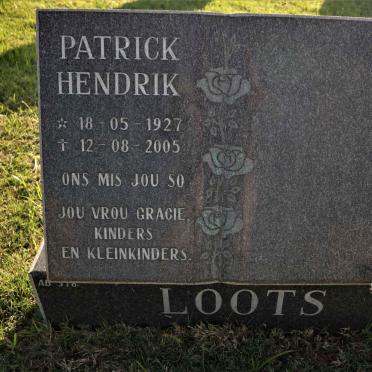 PATRICK
HENDRIK
☆ 18-05-1927
✝ 12-08-2005
ONS MIS JOU SO
JOU VROU GRACIE,
KINDERS
EN KLEINKINDERS.
LOOTS